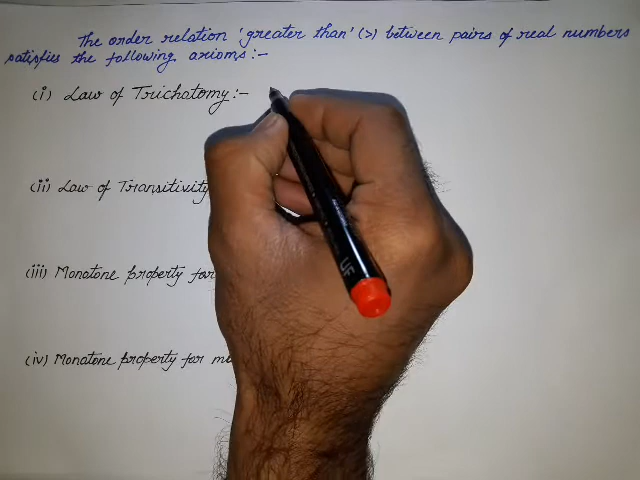 The order relation 'greater than' (>) between pairs of real numbers
satisfies the following axioms:-
(i) Law of Trichotomy:-
(ii) Law of Transitivity
(iii) Monotone property for
(iv) Monotone property for
UF